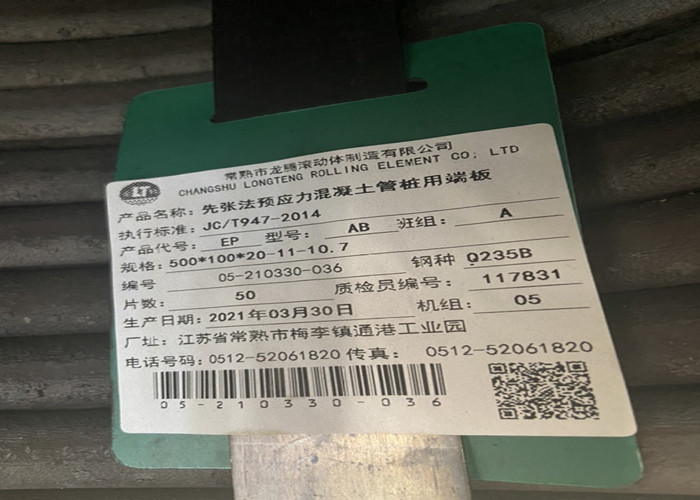 常熟市龙腾滚动体制造有限公司
CHANGSHU LONGTENG ROLLING ELEMENT CO; LTD
产品名称: 先张法预应力混凝土管桩用端板
执行标准: JC/T947-2014
产品代号: EP 型号: AB 班组: A
规格: 500*100*20-11-10.7 钢种 Q235B
编号 05-210330-036 质检员编号: 117831
片数: 50 机组: 05
生产日期: 2021年03月30日
厂址: 江苏省常熟市梅李镇通港工业园
电话号码: 0512-52061820 传真: 0512-52061820
05-210330-036